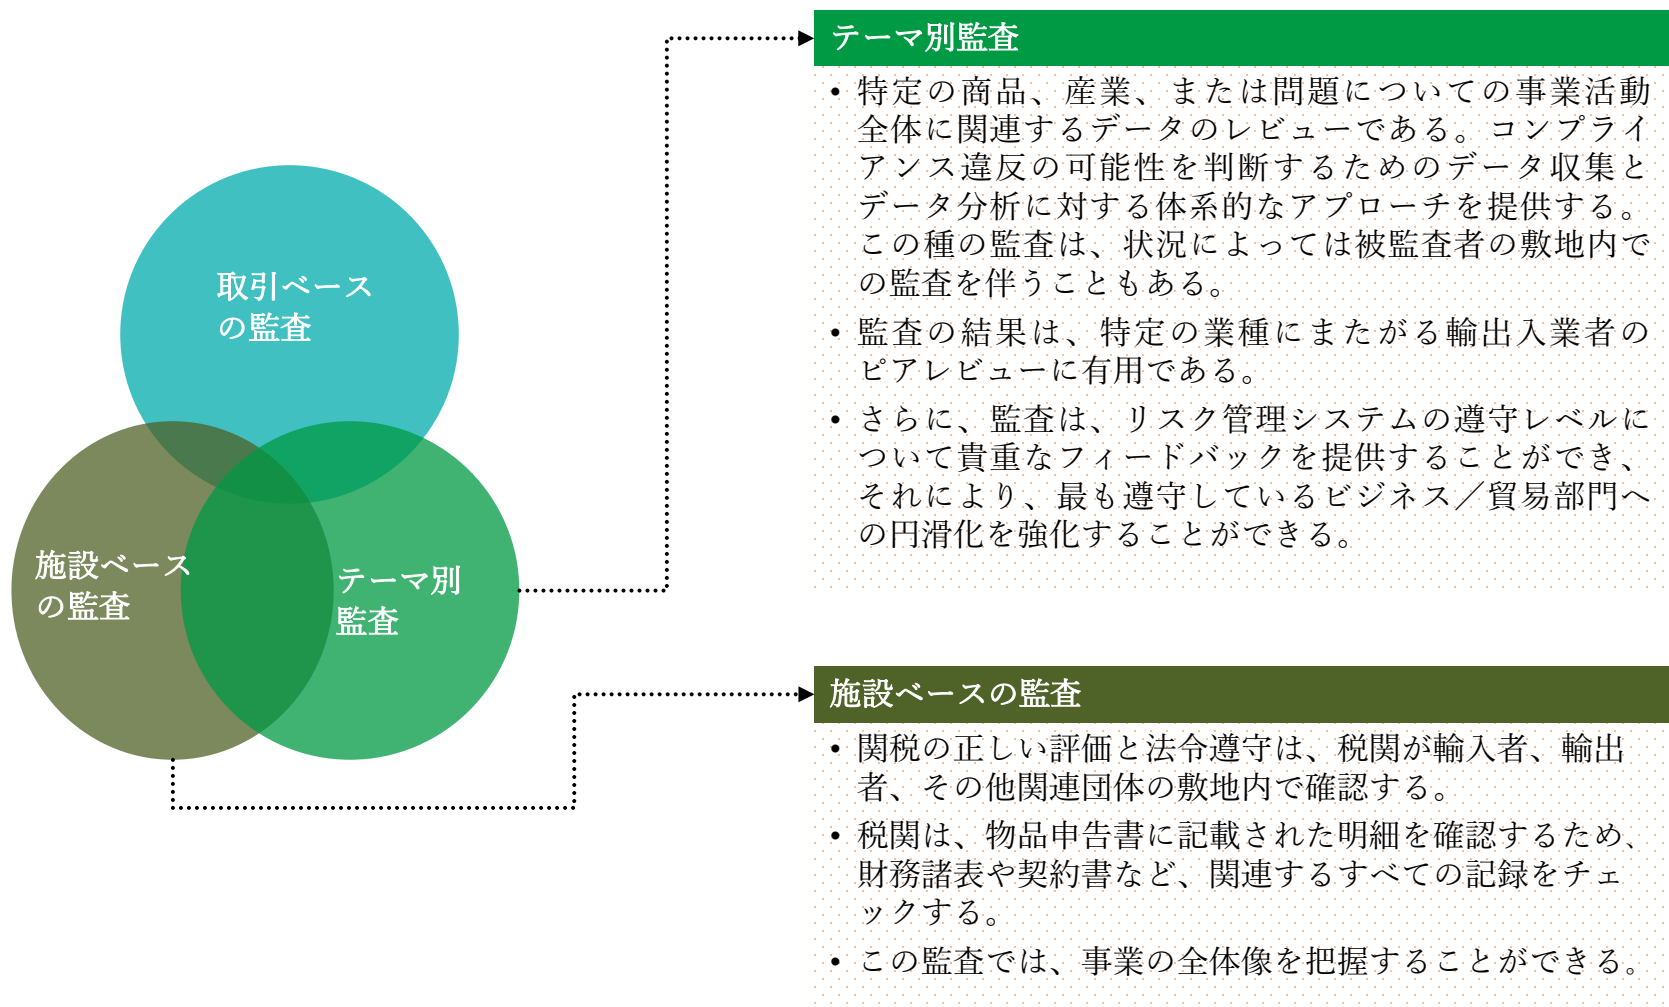 取引ベース
の監査
施設ベース
の監査
テーマ別
監査
テーマ別監査
• 特定の商品、産業、または問題についての事業活動
全体に関連するデータのレビューである。コンプライ
アンス違反の可能性を判断するためのデータ収集と
データ分析に対する体系的なアプローチを提供する。
この種の監査は、状況によっては被監査者の敷地内で
の監査を伴うこともある。
• 監査の結果は、特定の業種にまたがる輸出入業者の
ピアレビューに有用である。
• さらに、監査は、リスク管理システムの遵守レベルに
ついて貴重なフィードバックを提供することができ、
それにより、最も遵守しているビジネス／貿易部門へ
の円滑化を強化することができる。
施設ベースの監査
• 関税の正しい評価と法令遵守は、税関が輸入者、輸出
者、その他関連団体の敷地内で確認する。
• 税関は、物品申告書に記載された明細を確認するため、
財務諸表や契約書など、関連するすべての記録をチェ
ックする。
• この監査では、事業の全体像を把握することができる。